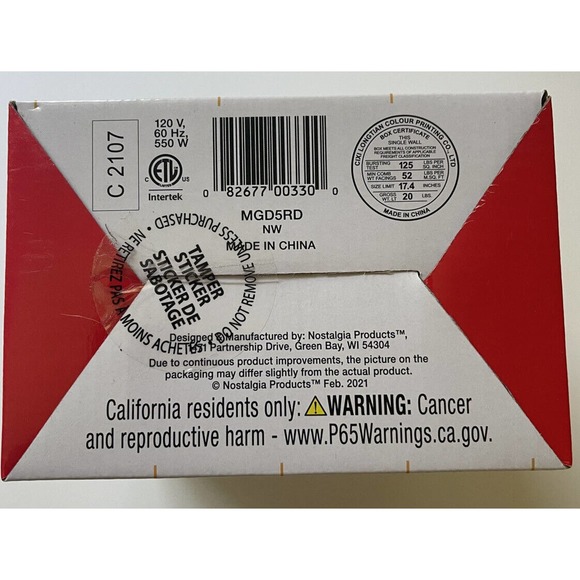 C 2107
120 V,
60 Hz,
550 W
ETL
C US
Intertek
0 82677 00330 0
MGD5RD
NW
MADE IN CHINA
CIXI LONGTIAN COLOUR PRINTING CO., LTD
BOX CERTIFICATE
THIS
SINGLE WALL
BOX MEETS ALL CONSTRUCTION
REQUIREMENTS OF APPLICABLE
FREIGHT CLASSIFICATION
BURSTING TEST 125 LBS PER SQ. INCH
MIN COMB WT FACINGS 52 LBS PER M.SQ. FT
SIZE LIMIT 17.4 INCHES
GROSS WT. LT 20 LBS.
MADE IN CHINA
TAMPER
STICKER
STICKER DE
SABOTAGE
DO NOT REMOVE UNLESS PURCHASED • NE RETIREZ PAS À MOINS ACHETÉS
Designed & Manufactured by: Nostalgia Products™,
Partnership Drive, Green Bay, WI 54304
Due to continuous product improvements, the picture on the
packaging may differ slightly from the actual product.
© Nostalgia Products™ Feb. 2021
California residents only: ⚠WARNING: Cancer
and reproductive harm - www.P65Warnings.ca.gov.